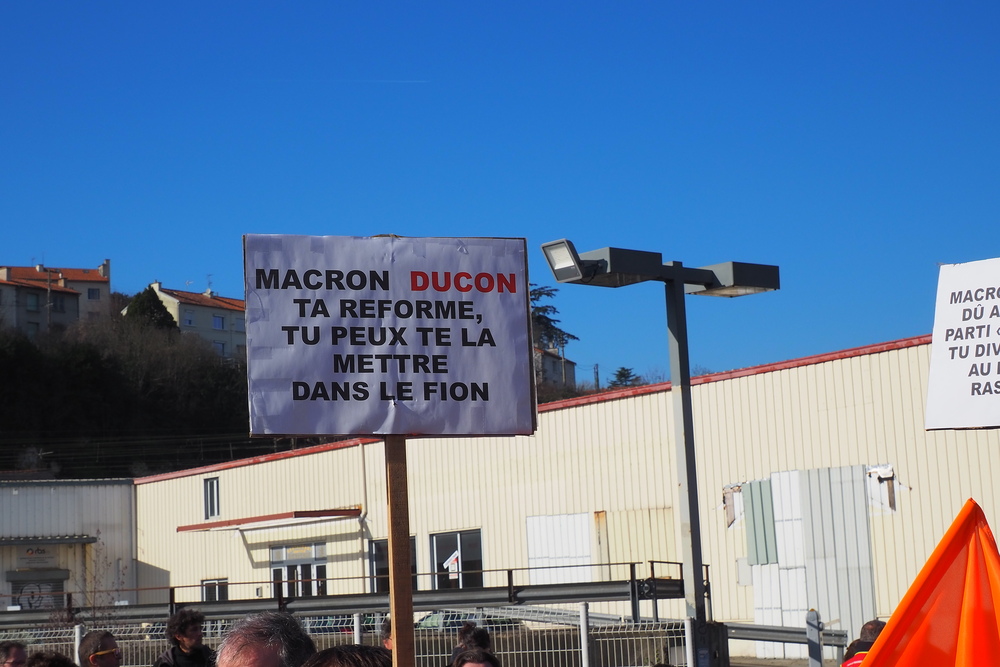 MACRON DUCON
TA REFORME,
TU PEUX TE LA
METTRE
DANS LE FION
MACRO
DÛ A
PARTI «
TU DIV
AU
RAS